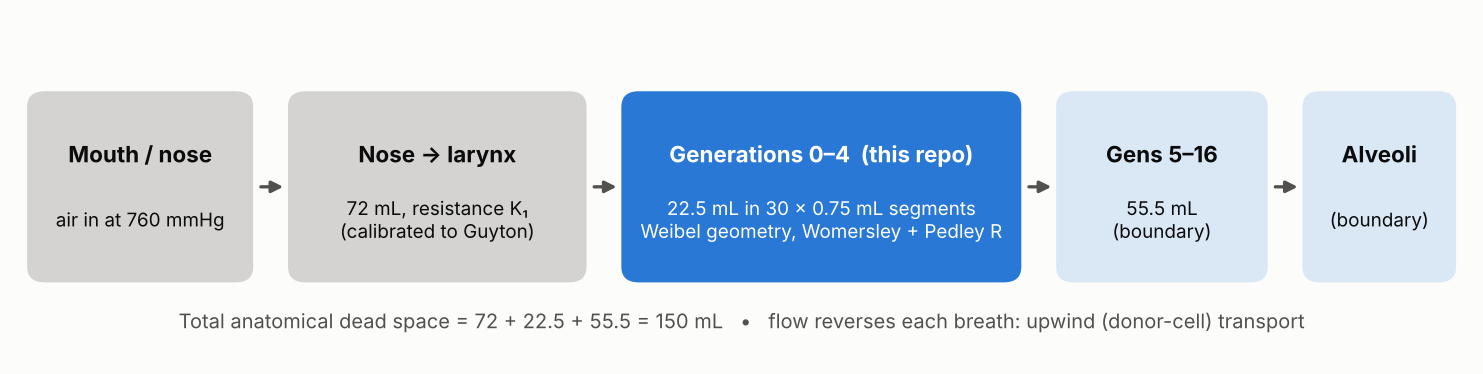 Mouth / nose
air in at 760 mmHg
Nose → larynx
72 mL, resistance K₁
(calibrated to Guyton)
Generations 0–4 (this repo)
22.5 mL in 30 × 0.75 mL segments
Weibel geometry, Womersley + Pedley R
Gens 5–16
55.5 mL
(boundary)
Alveoli
(boundary)
Total anatomical dead space = 72 + 22.5 + 55.5 = 150 mL • flow reverses each breath: upwind (donor-cell) transport